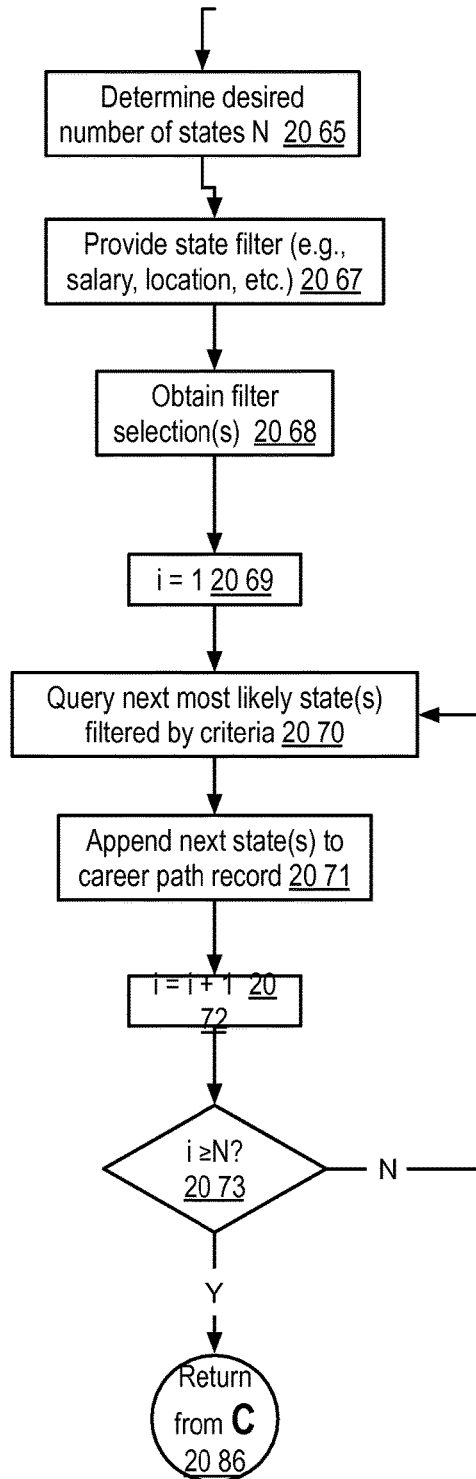 Determine desired
number of states N 20 65
Provide state filter (e.g.,
salary, location, etc.) 20 67
Obtain filter
selection(s) 20 68
i = 1 20 69
Query next most likely state(s)
filtered by criteria 20 70
Append next state(s) to
career path record 20 71
i = i + 1 20
72
i ≥N?
20 73
N
Y
Return
from C
20 86